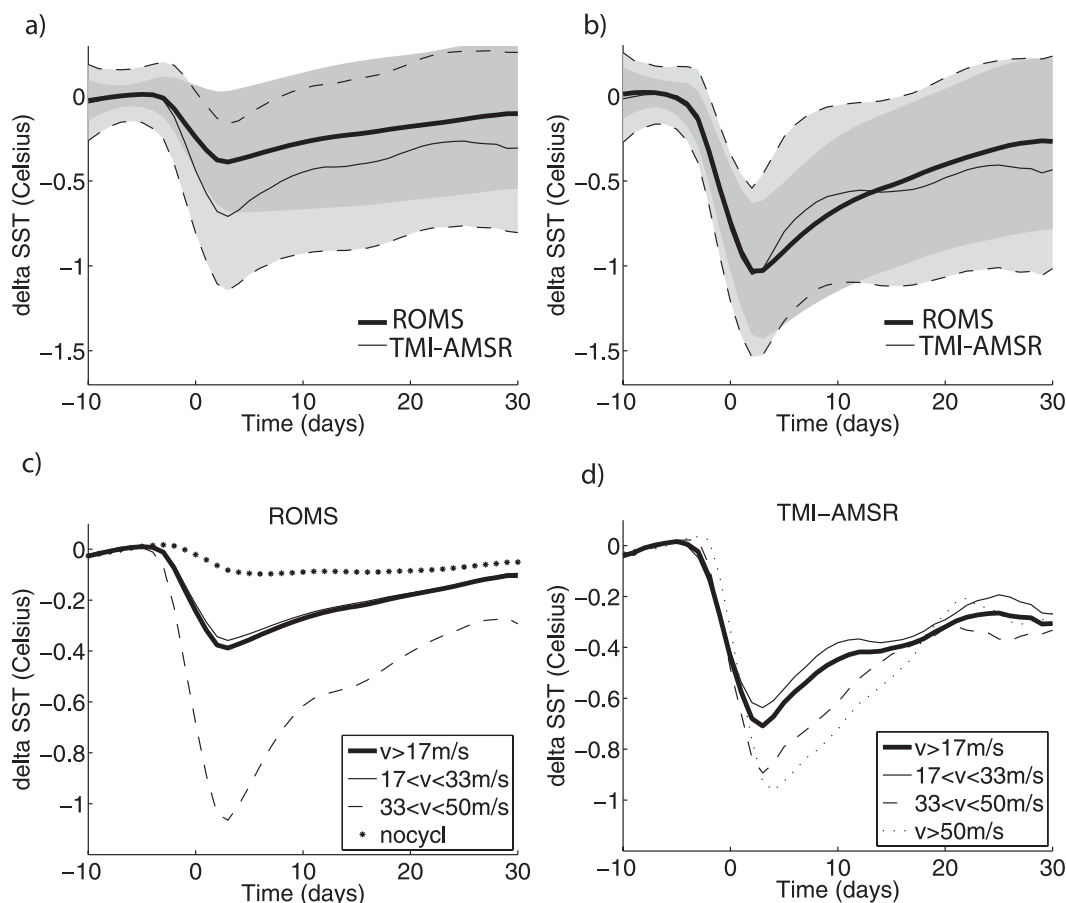 a)
0
−0.5
−1
−1.5
delta SST (Celsius)
ROMS
TMI-AMSR
−10 0 10 20 30
Time (days)
b)
0
−0.5
−1
−1.5
delta SST (Celsius)
ROMS
TMI-AMSR
−10 0 10 20 30
Time (days)
c)
ROMS
0
−0.2
−0.4
−0.6
−0.8
−1
delta SST (Celsius)
v>17m/s
17<v<33m/s
33<v<50m/s
nocycl
−10 0 10 20 30
Time (days)
d)
TMI−AMSR
0
−0.2
−0.4
−0.6
−0.8
−1
delta SST (Celsius)
v>17m/s
17<v<33m/s
33<v<50m/s
v>50m/s
−10 0 10 20 30
Time (days)